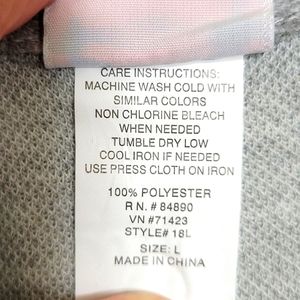 CARE INSTRUCTIONS:
MACHINE WASH COLD WITH
SIMILAR COLORS
NON CHLORINE BLEACH
WHEN NEEDED
TUMBLE DRY LOW
COOL IRON IF NEEDED
USE PRESS CLOTH ON IRON
100% POLYESTER
R N. # 84890
VN #71423
STYLE# 18L
SIZE: L
MADE IN CHINA